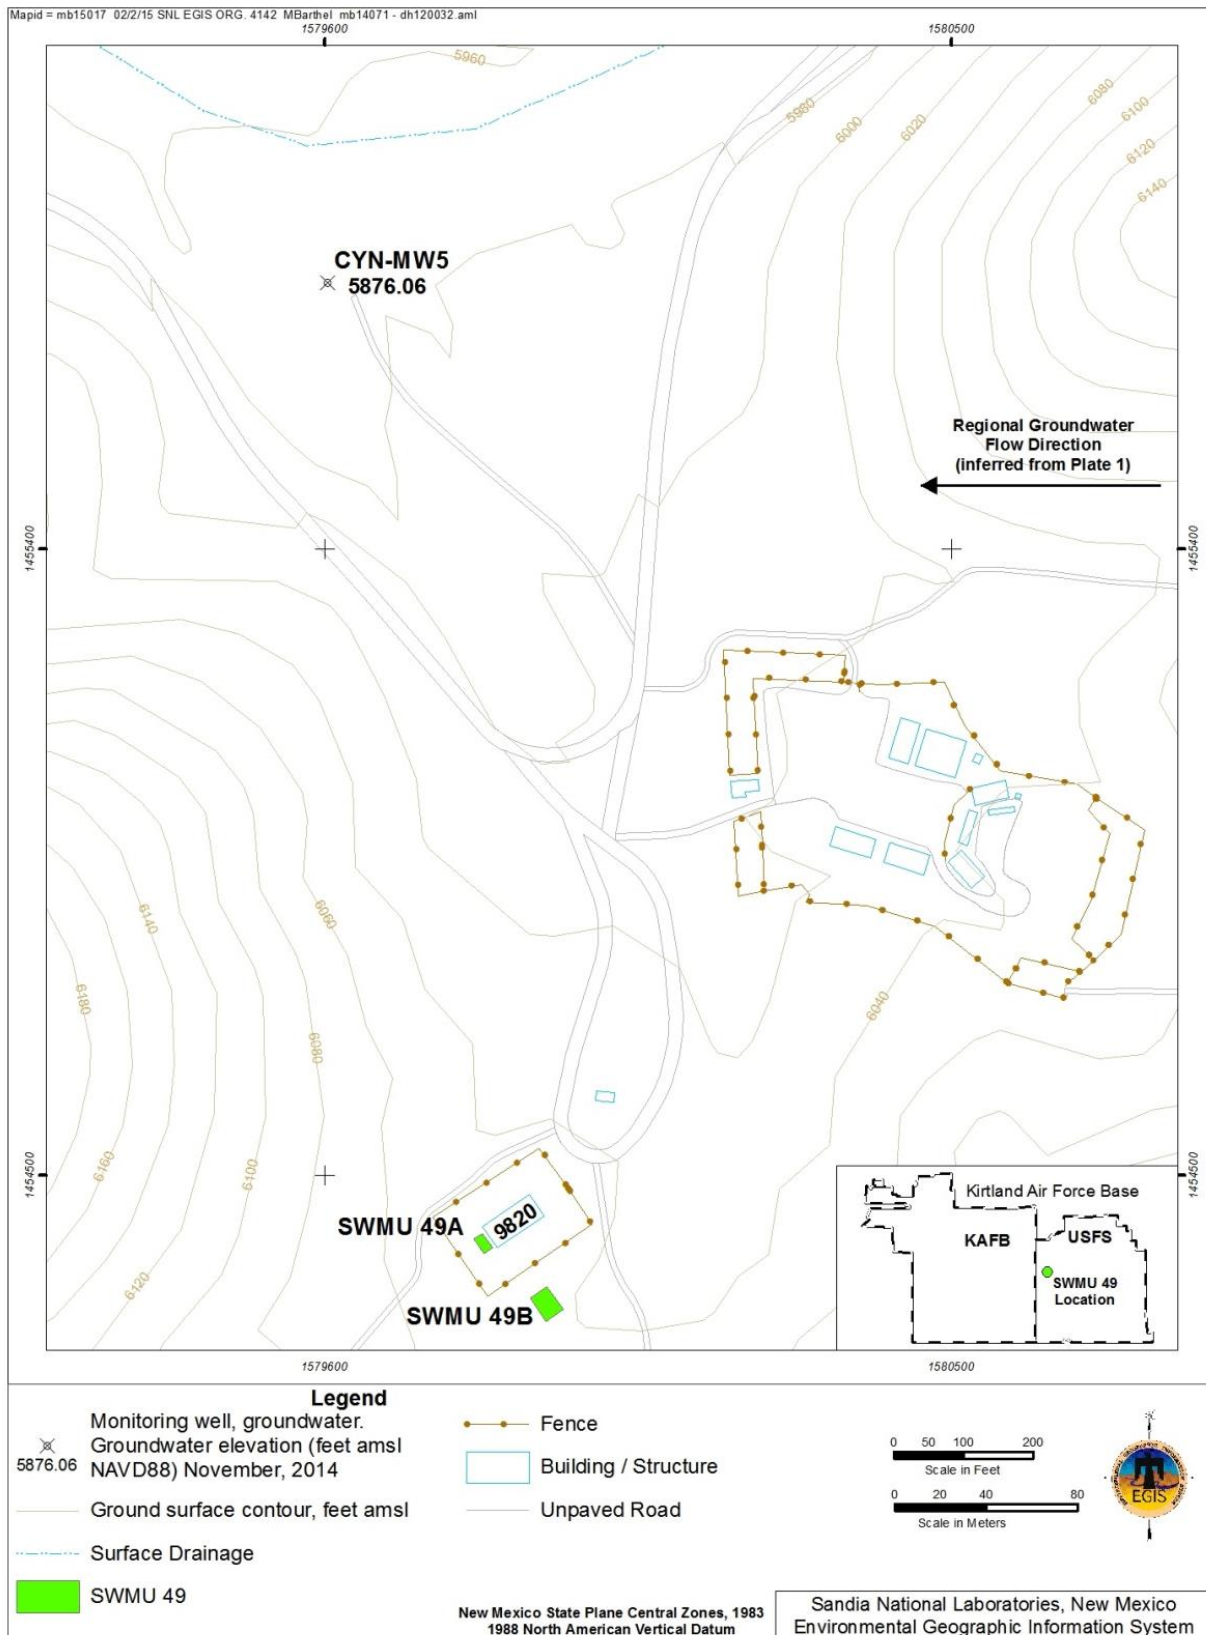 Mapid = mb15017 02/2/15 SNL EGIS ORG. 4142 MBarthel mb14071 - dh120032.aml
1579600
1580500
5960
5980
6000
6020
6080
6100
6120
6140
CYN-MW5
5876.06
Regional Groundwater
Flow Direction
(inferred from Plate 1)
1455400
1455400
6060
6140
6180
6080
6040
6160
6100
6120
1454500
1454500
SWMU 49A
9820
SWMU 49B
Kirtland Air Force Base
KAFB
USFS
SWMU 49
Location
1579600
1580500
Legend
Monitoring well, groundwater.
Groundwater elevation (feet amsl
NAVD88) November, 2014
5876.06
Ground surface contour, feet amsl
Surface Drainage
SWMU 49
Fence
Building / Structure
Unpaved Road
0 50 100 200
Scale in Feet
0 20 40 80
Scale in Meters
EGIS
New Mexico State Plane Central Zones, 1983
1988 North American Vertical Datum
Sandia National Laboratories, New Mexico
Environmental Geographic Information System